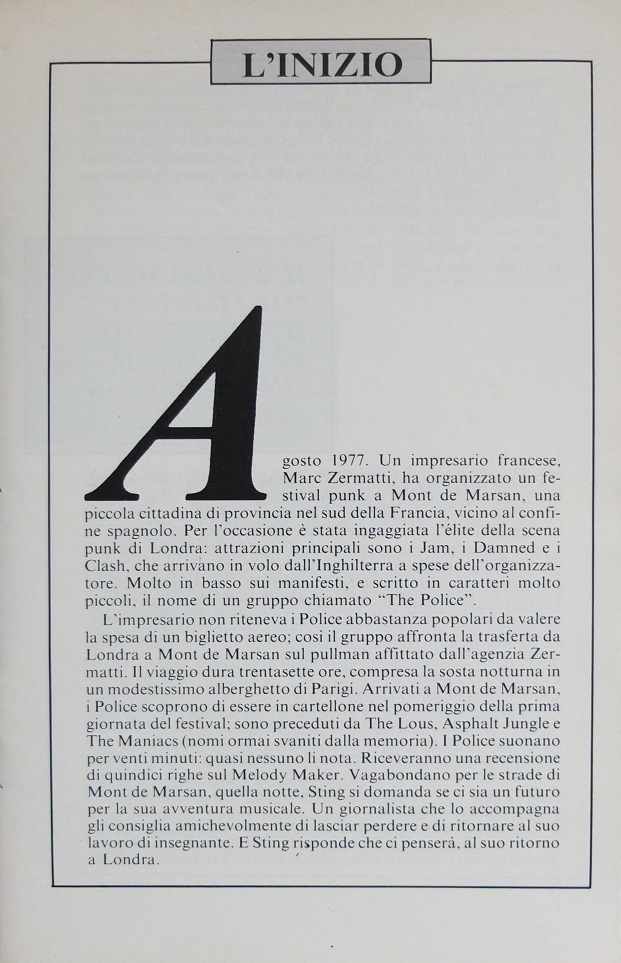 L'INIZIO
Agosto 1977. Un impresario francese,
Marc Zermatti, ha organizzato un fe-
stival punk a Mont de Marsan, una
piccola cittadina di provincia nel sud della Francia, vicino al confi-
ne spagnolo. Per l'occasione è stata ingaggiata l'élite della scena
punk di Londra: attrazioni principali sono i Jam, i Damned e i
Clash, che arrivano in volo dall'Inghilterra a spese dell'organizza-
tore. Molto in basso sui manifesti, e scritto in caratteri molto
piccoli, il nome di un gruppo chiamato "The Police".
L'impresario non riteneva i Police abbastanza popolari da valere
la spesa di un biglietto aereo; così il gruppo affronta la trasferta da
Londra a Mont de Marsan sul pullman affittato dall'agenzia Zer-
matti. Il viaggio dura trentasette ore, compresa la sosta notturna in
un modestissimo alberghetto di Parigi. Arrivati a Mont de Marsan,
i Police scoprono di essere in cartellone nel pomeriggio della prima
giornata del festival; sono preceduti da The Lous, Asphalt Jungle e
The Maniacs (nomi ormai svaniti dalla memoria). I Police suonano
per venti minuti: quasi nessuno li nota. Riceveranno una recensione
di quindici righe sul Melody Maker. Vagabondano per le strade di
Mont de Marsan, quella notte, Sting si domanda se ci sia un futuro
per la sua avventura musicale. Un giornalista che lo accompagna
gli consiglia amichevolmente di lasciar perdere e di ritornare al suo
lavoro di insegnante. E Sting risponde che ci penserà, al suo ritorno
a Londra.